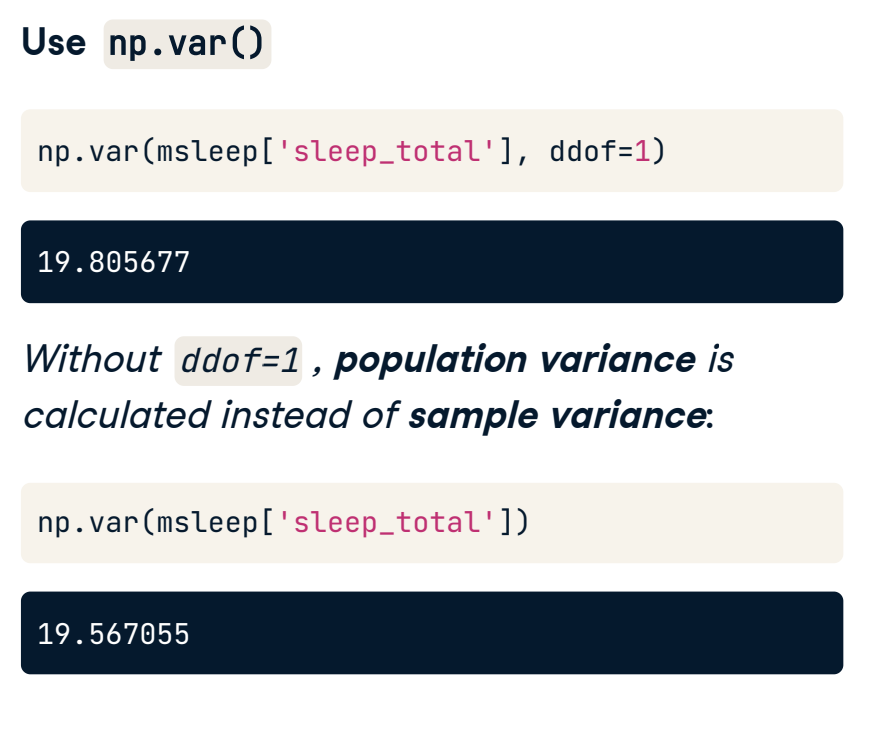 Use np.var()
np.var(msleep['sleep_total'], ddof=1)
19.805677
Without ddof=1 , population variance is
calculated instead of sample variance:
np.var(msleep['sleep_total'])
19.567055